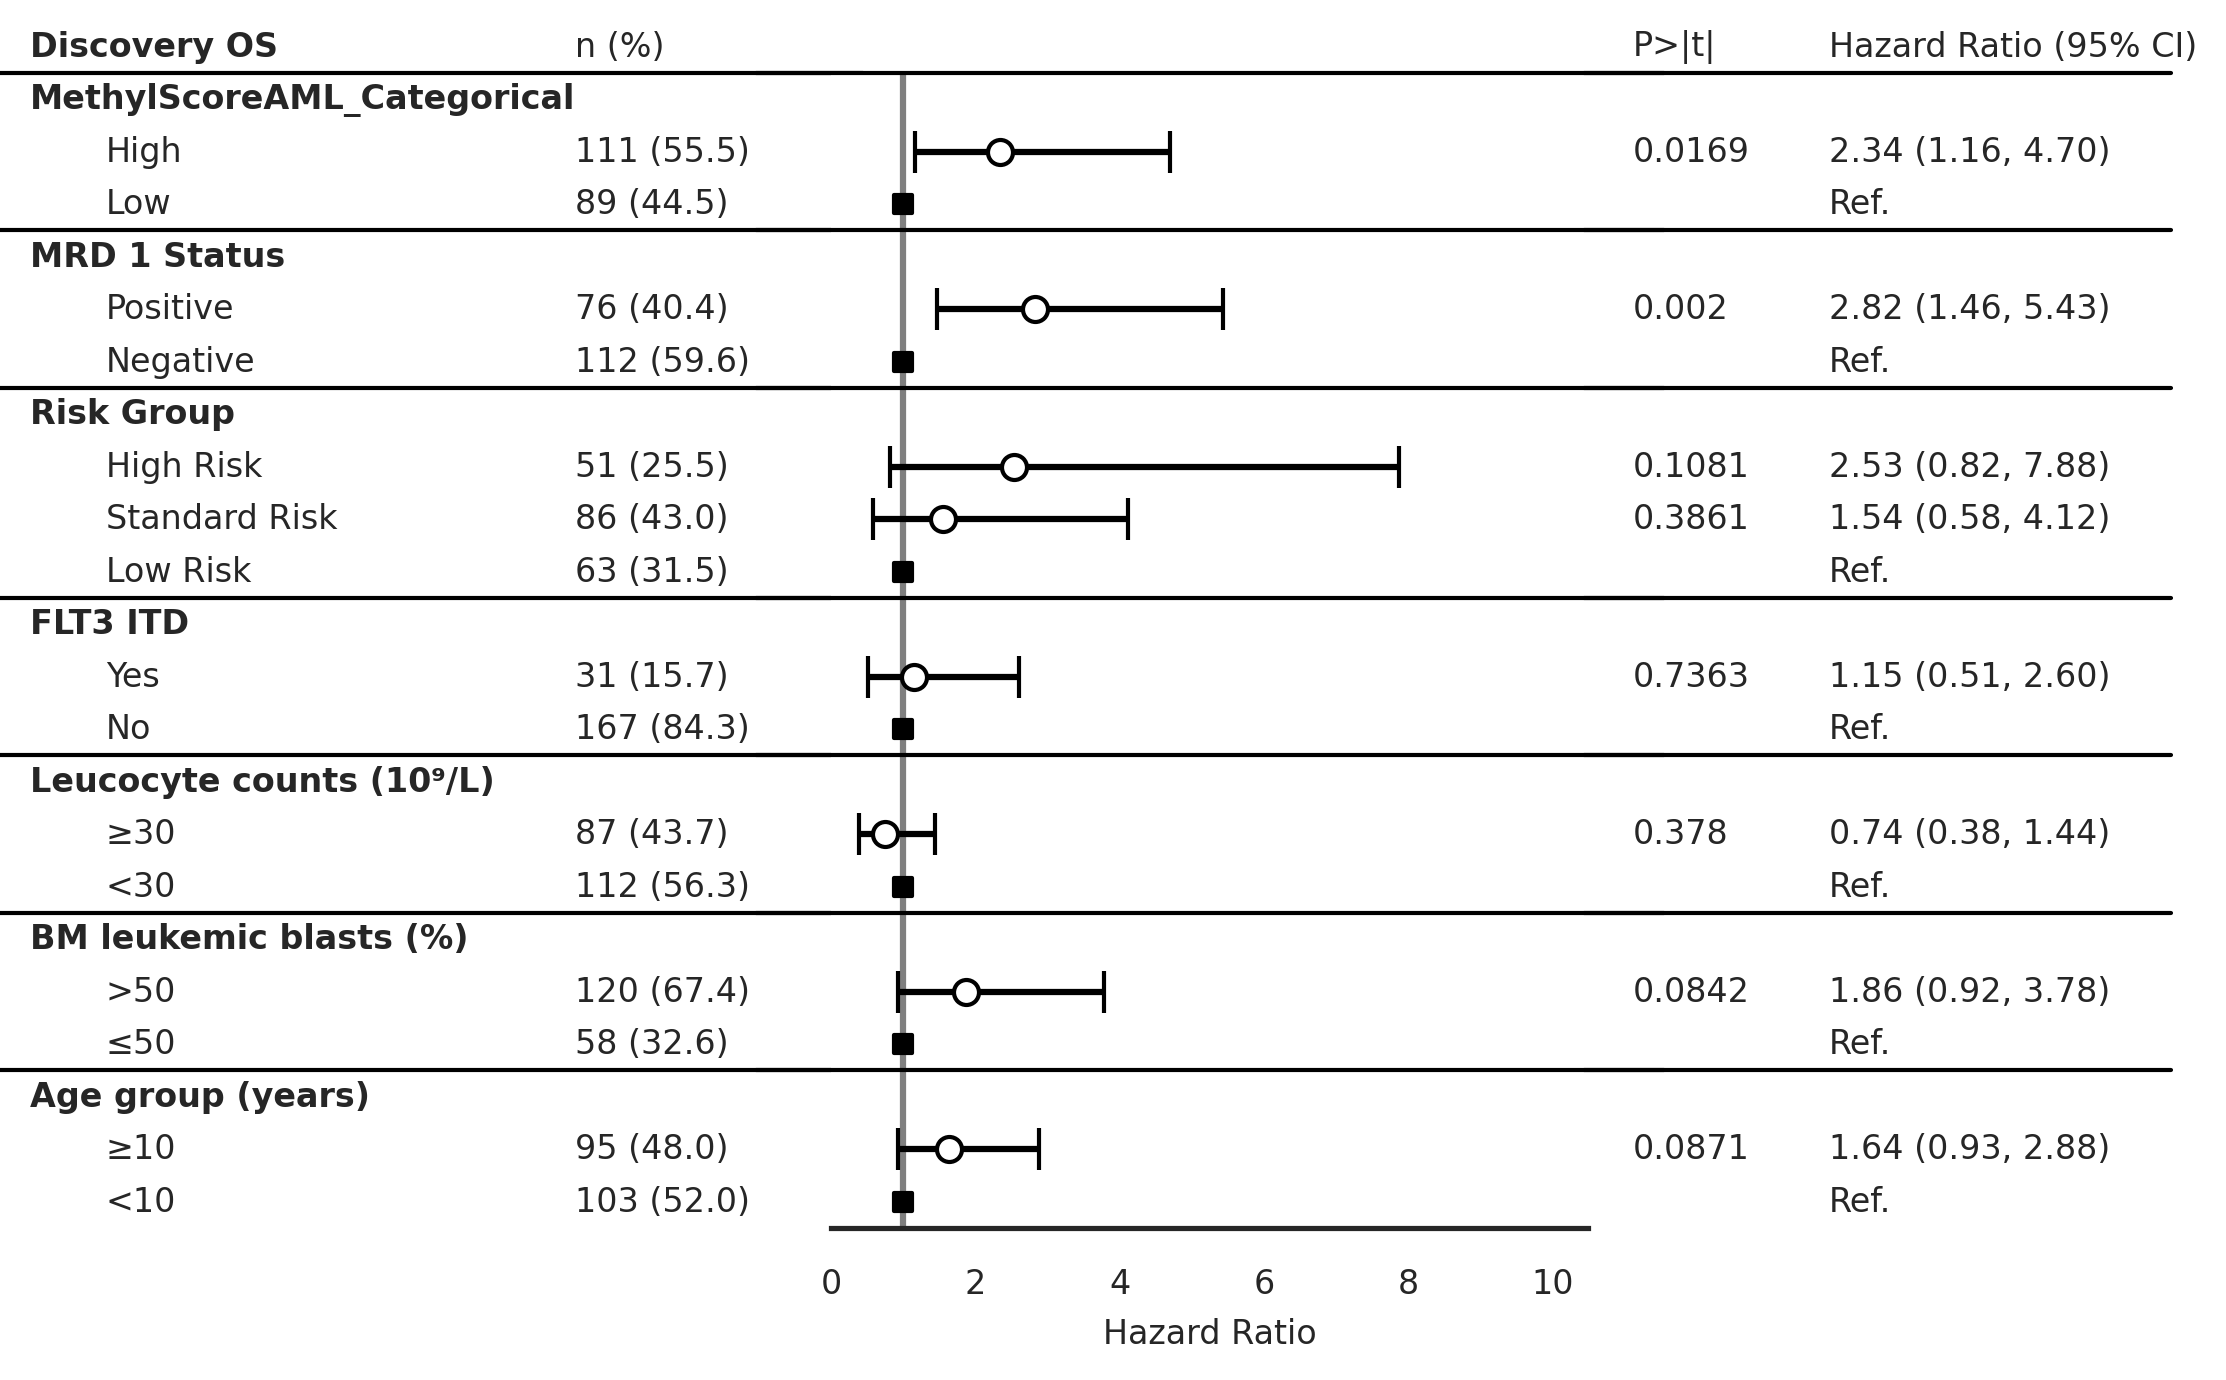 Discovery OS n (%) P>|t| Hazard Ratio (95% CI)
MethylScoreAML_Categorical
High 111 (55.5) 0.0169 2.34 (1.16, 4.70)
Low 89 (44.5) Ref.
MRD 1 Status
Positive 76 (40.4) 0.002 2.82 (1.46, 5.43)
Negative 112 (59.6) Ref.
Risk Group
High Risk 51 (25.5) 0.1081 2.53 (0.82, 7.88)
Standard Risk 86 (43.0) 0.3861 1.54 (0.58, 4.12)
Low Risk 63 (31.5) Ref.
FLT3 ITD
Yes 31 (15.7) 0.7363 1.15 (0.51, 2.60)
No 167 (84.3) Ref.
Leucocyte counts (10⁹/L)
≥30 87 (43.7) 0.378 0.74 (0.38, 1.44)
<30 112 (56.3) Ref.
BM leukemic blasts (%)
>50 120 (67.4) 0.0842 1.86 (0.92, 3.78)
≤50 58 (32.6) Ref.
Age group (years)
≥10 95 (48.0) 0.0871 1.64 (0.93, 2.88)
<10 103 (52.0) Ref.
0 2 4 6 8 10
Hazard Ratio